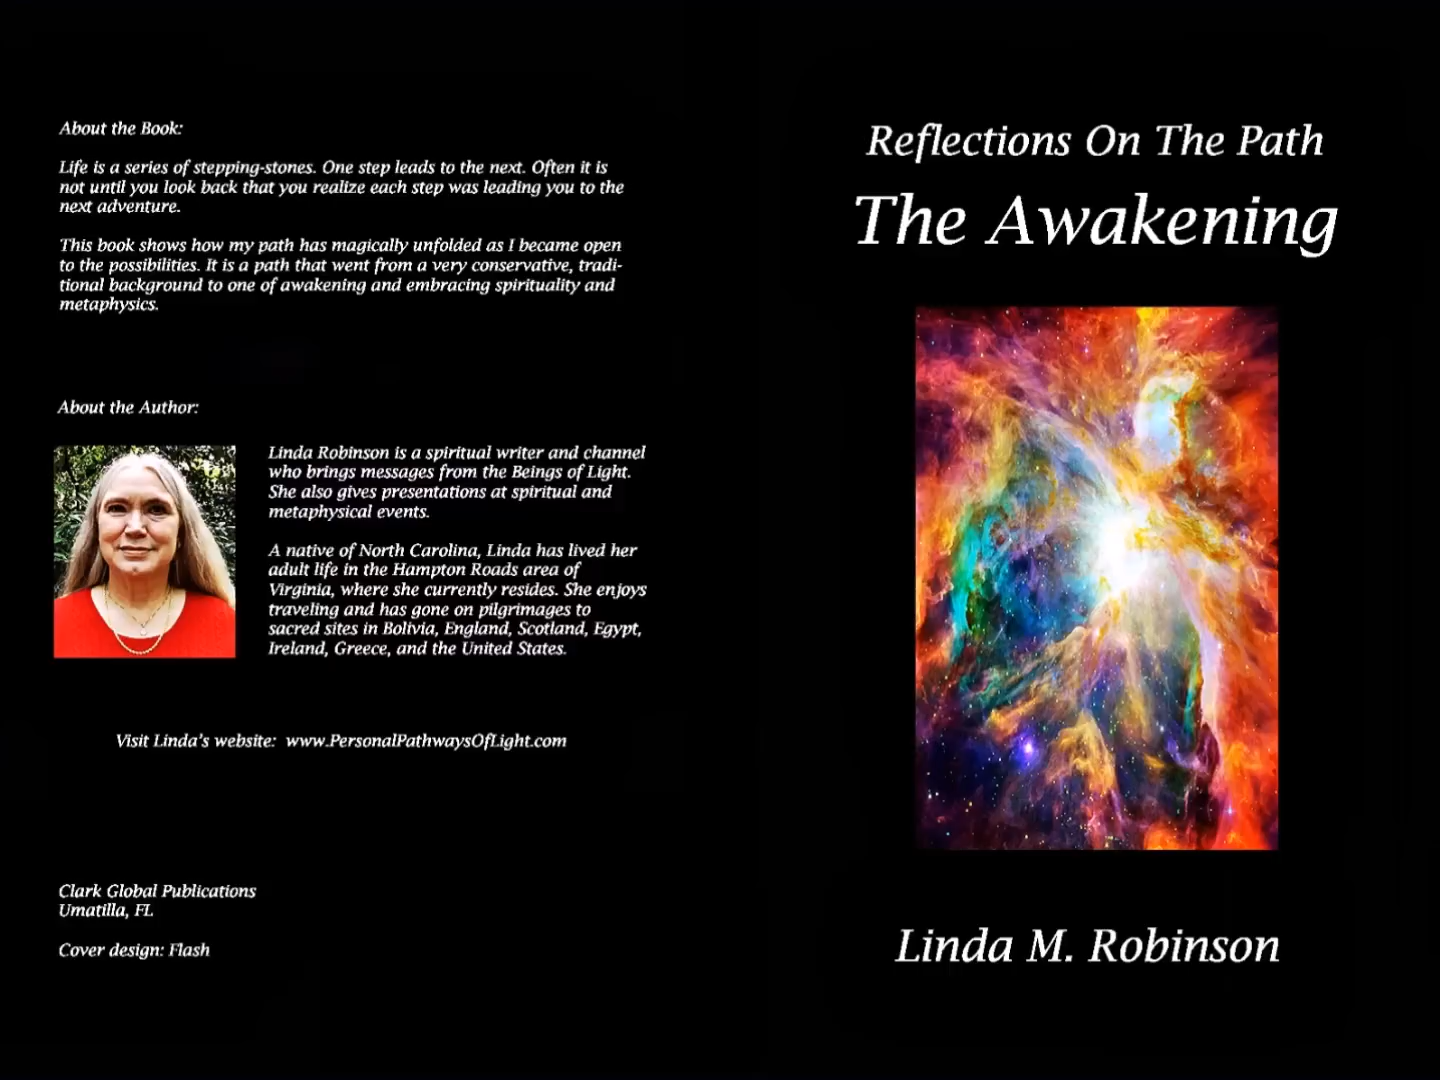 About the Book:
Life is a series of stepping-stones. One step leads to the next. Often it is
not until you look back that you realize each step was leading you to the
next adventure.
This book shows how my path has magically unfolded as I became open
to the possibilities. It is a path that went from a very conservative, tradi-
tional background to one of awakening and embracing spirituality and
metaphysics.
About the Author:
Linda Robinson is a spiritual writer and channel
who brings messages from the Beings of Light.
She also gives presentations at spiritual and
metaphysical events.
A native of North Carolina, Linda has lived her
adult life in the Hampton Roads area of
Virginia, where she currently resides. She enjoys
traveling and has gone on pilgrimages to
sacred sites in Bolivia, England, Scotland, Egypt,
Ireland, Greece, and the United States.
Visit Linda's website: www.PersonalPathwaysOfLight.com
Clark Global Publications
Umatilla, FL
Cover design: Flash
Reflections On The Path
The Awakening
Linda M. Robinson